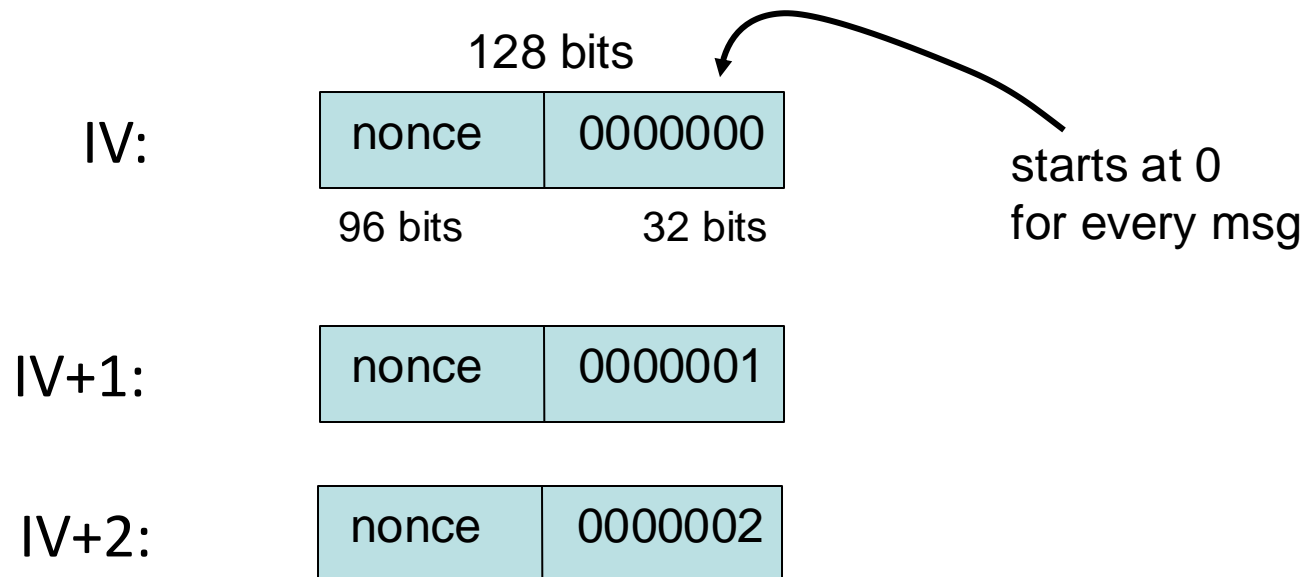 128 bits
IV: nonce 0000000
starts at 0
for every msg
96 bits 32 bits
IV+1: nonce 0000001
IV+2: nonce 0000002